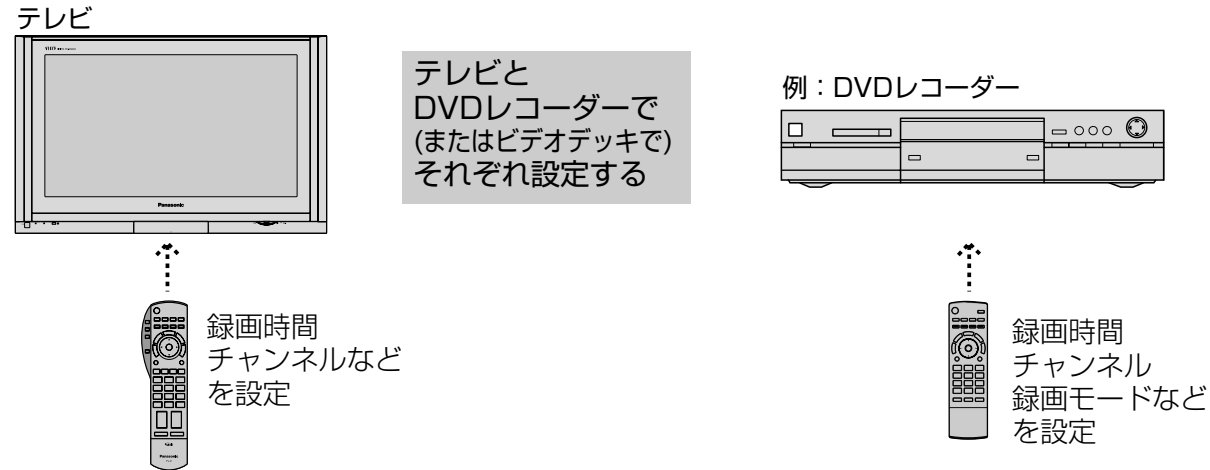 テレビ
Panasonic
テレビと
DVDレコーダーで
(またはビデオデッキで)
それぞれ設定する
例：DVDレコーダー
録画時間
チャンネルなど
を設定
Panasonic
録画時間
チャンネル
録画モードなど
を設定